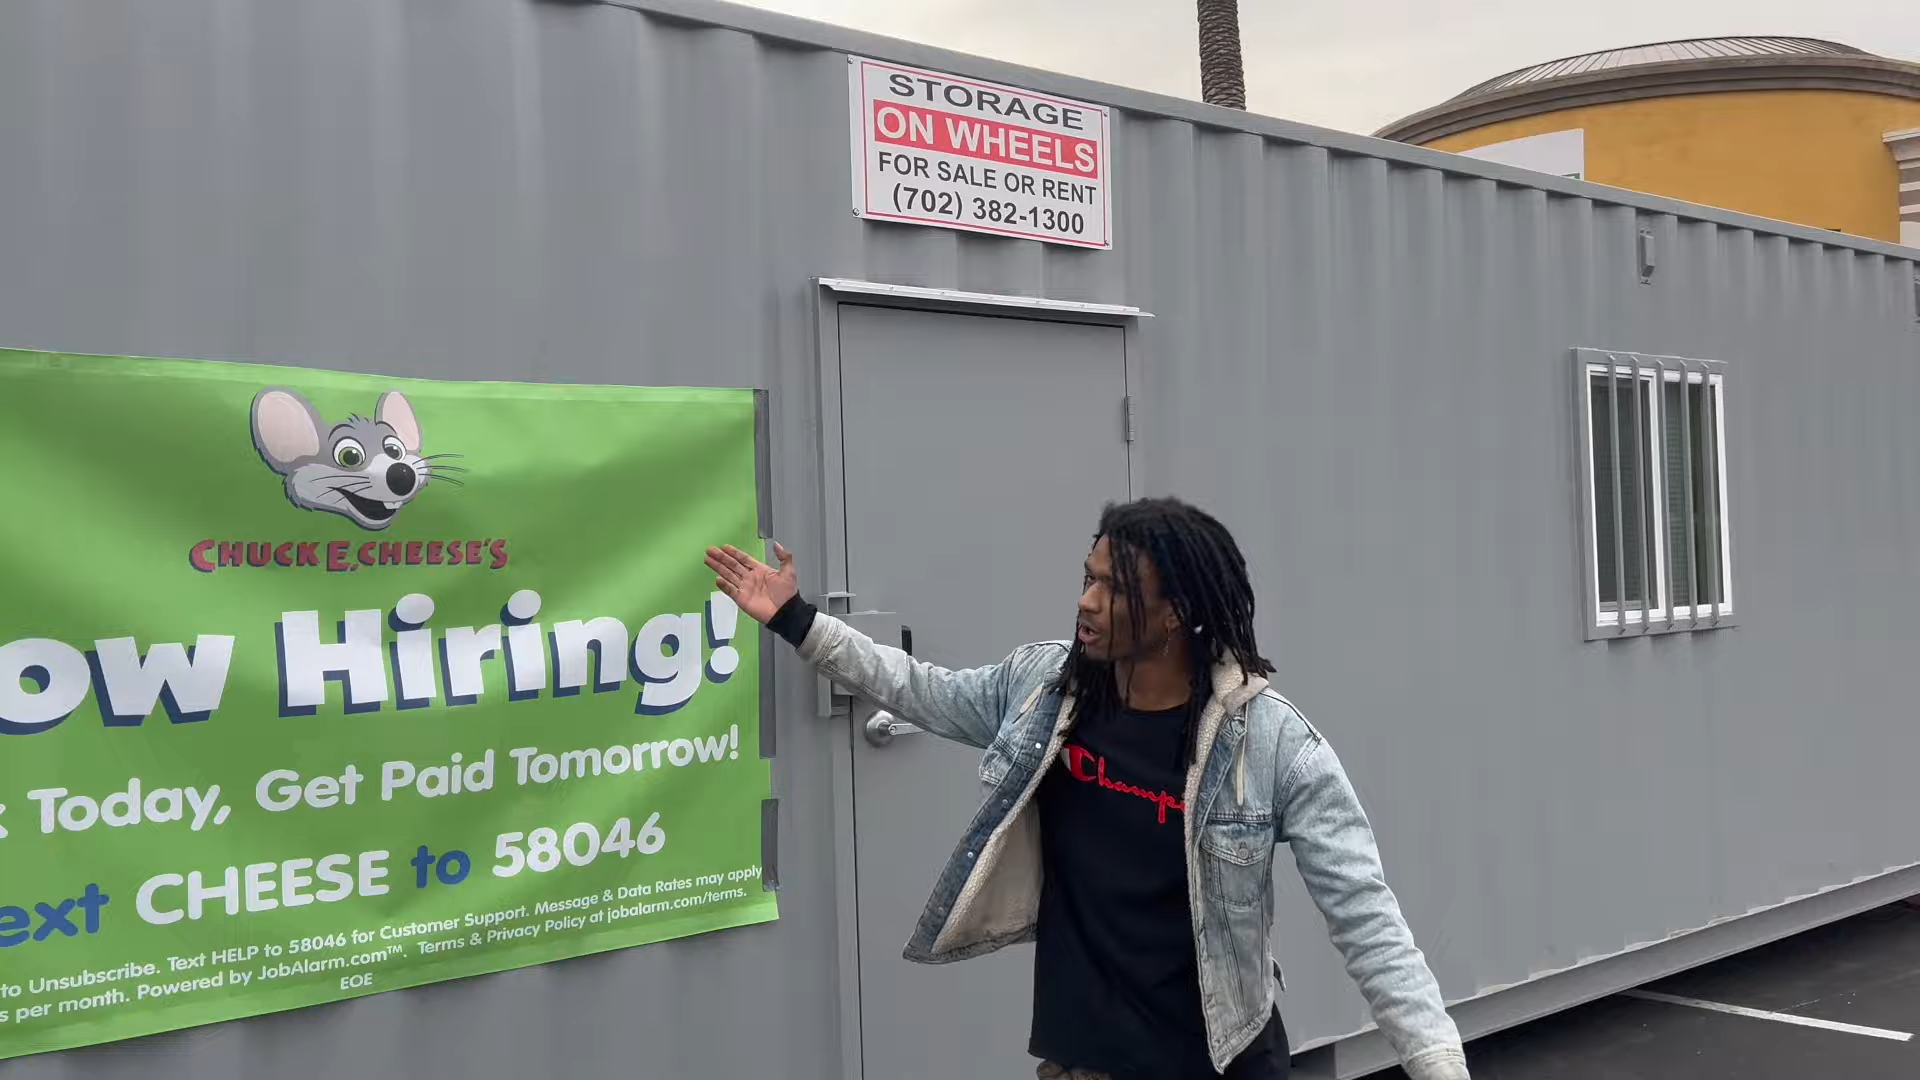 STORAGE
ON WHEELS
FOR SALE OR RENT
(702) 382-1300
CHUCK E. CHEESE'S
ow Hiring!
Today, Get Paid Tomorrow!
ext CHEESE to 58046
to Unsubscribe. Text HELP to 58046 for Customer Support. Message & Data Rates may apply
s per month. Powered by JobAlarm.com™. Terms & Privacy Policy at jobalarm.com/terms.
EOE
Champi